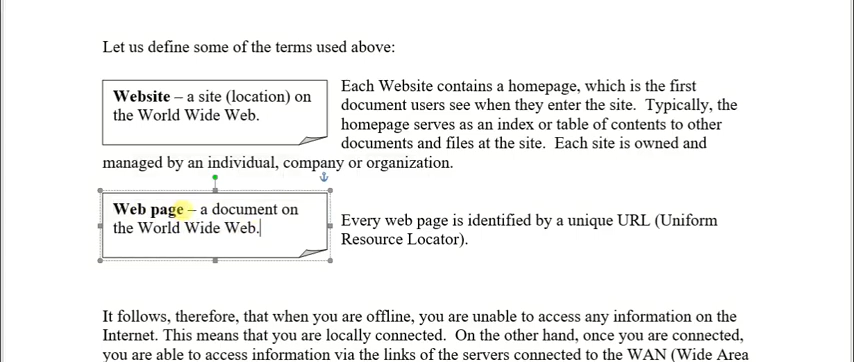 Let us define some of the terms used above:
Website – a site (location) on
the World Wide Web.
Each Website contains a homepage, which is the first
document users see when they enter the site.  Typically, the
homepage serves as an index or table of contents to other
documents and files at the site.  Each site is owned and
managed by an individual, company or organization.
Web page – a document on
the World Wide Web.
Every web page is identified by a unique URL (Uniform
Resource Locator).
It follows, therefore, that when you are offline, you are unable to access any information on the
Internet. This means that you are locally connected.  On the other hand, once you are connected,
you are able to access information via the links of the servers connected to the WAN (Wide Area